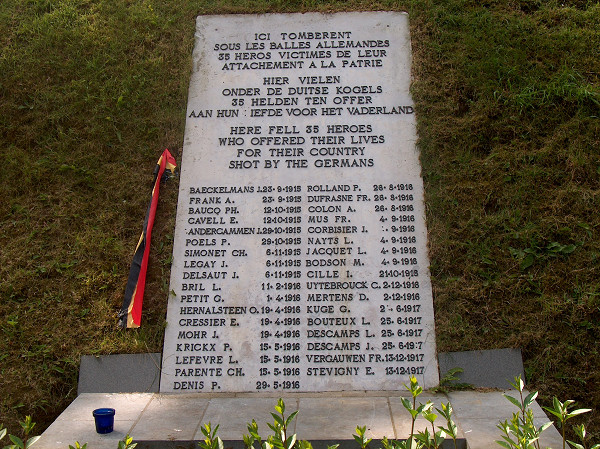 ICI TOMBERENT
SOUS LES BALLES ALLEMANDES
35 HEROS VICTIMES DE LEUR
ATTACHEMENT A LA PATRIE
HIER VIELEN
ONDER DE DUITSE KOGELS
35 HELDEN TEN OFFER
AAN HUN : IEFDE VOOR HET VADERLAND
HERE FELL 35 HEROES
WHO OFFERED THEIR LIVES
FOR THEIR COUNTRY
SHOT BY THE GERMANS
BAECKELMANS J. 23·9·1915
FRANK A. 23·9·1915
BAUCQ PH. 12·10·1915
CAVELL E. 12·10·1915
VANDERGAMMEN J. 29·10·1915
POELS P. 29·10·1915
SIMONET CH. 6·11·1915
LEGAY J. 6·11·1915
DELSAUT J. 6·11·1915
BRIL L. 11·2·1916
PETIT G. 1·4·1916
HERNALSTEEN O. 19·4·1916
CRESSIER E. 19·4·1916
MOHR J. 19·4·1916
KRICKX P. 15·5·1916
LEFEVRE L. 15·5·1916
PARENTE CH. 15·5·1916
DENIS P. 29·5·1916
ROLLAND P. 26·8·1916
DUFRASNE FR. 26·8·1916
COLON A. 26·8·1916
MUS FR. 4·9·1916
CORBISIER J. 4·9·1916
NAYTS L. 4·9·1916
JACQUET L. 4·9·1916
BODSON M. 4·9·1916
CILLE I. 21·10·1916
UYTEBROUCK C. 2·12·1916
MERTENS D. 2·12·1916
KUGE G. 2·6·1917
BOUTEUX L. 25·6·1917
DESCAMPS L. 25·6·1917
DESCAMPS J. 25·6·1917
VERGAUWEN FR. 13·12·1917
STEVIGNY E. 13·12·1917